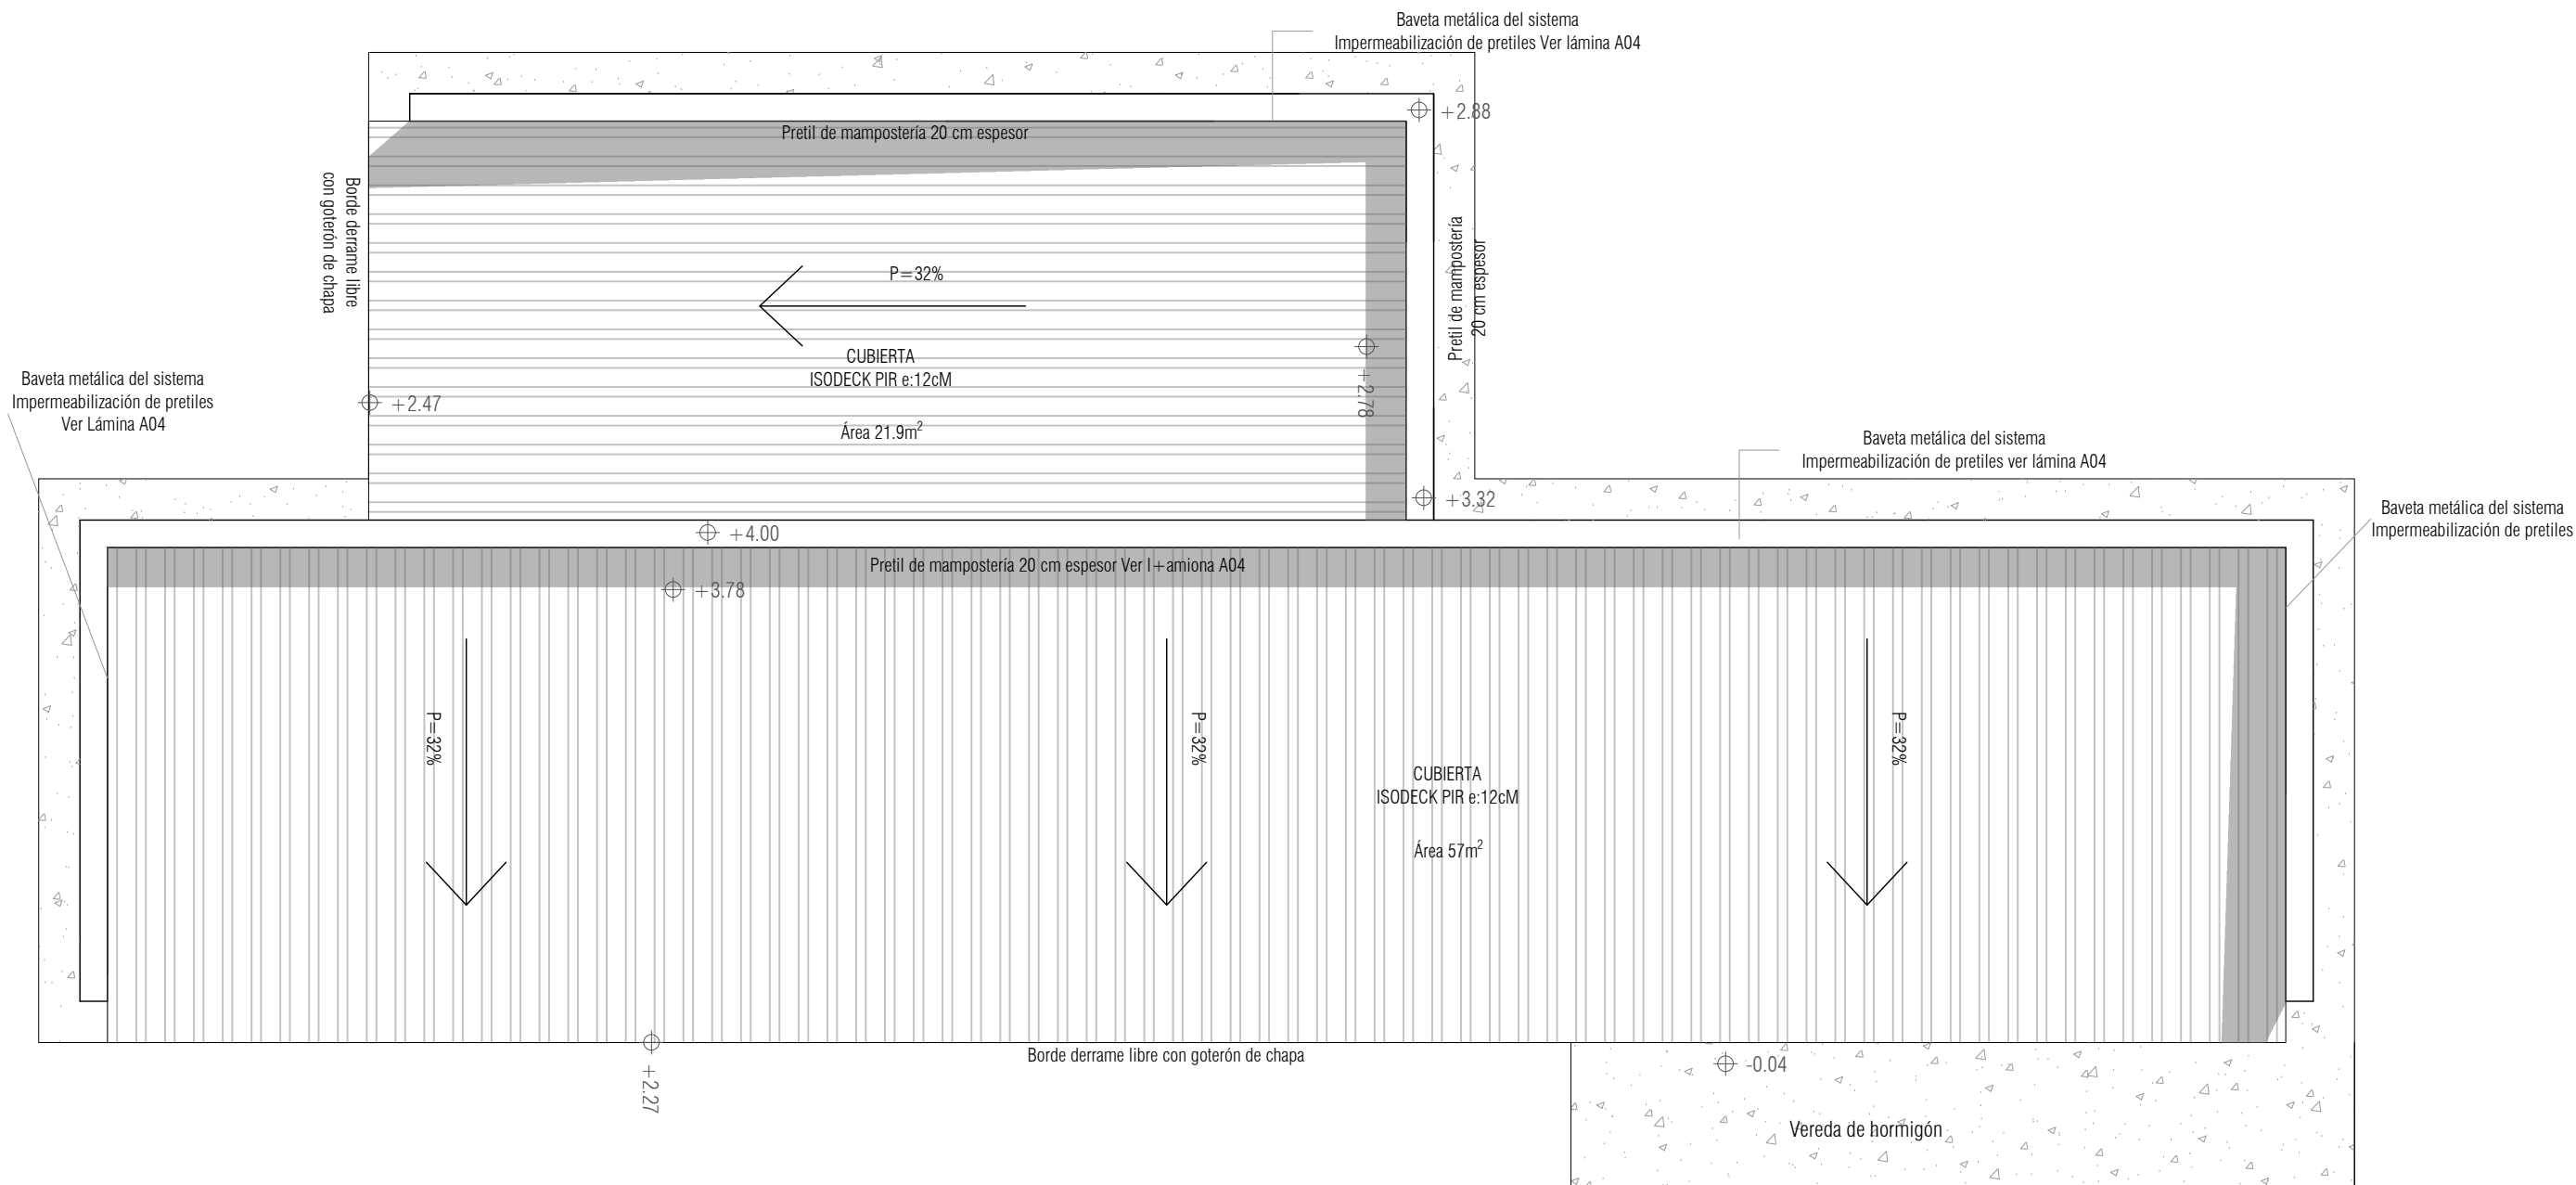 Baveta metálica del sistema
Impermeabilización de pretiles Ver lámina A04
+2.88
Pretil de mampostería 20 cm espesor
Borde derrame libre
con goterón de chapa
P=32%
Pretil de mampostería
20 cm espesor
CUBIERTA
ISODECK PIR e:12cM
Área 21.9m²
+2.47
+2.78
Baveta metálica del sistema
Impermeabilización de pretiles
Ver Lámina A04
Baveta metálica del sistema
Impermeabilización de pretiles ver lámina A04
+3.32
Baveta metálica del sistema
Impermeabilización de pretiles
+4.00
Pretil de mampostería 20 cm espesor Ver l+amiona A04
+3.78
P=32%
P=32%
P=32%
CUBIERTA
ISODECK PIR e:12cM
Área 57m²
Borde derrame libre con goterón de chapa
+2.27
-0.04
Vereda de hormigón